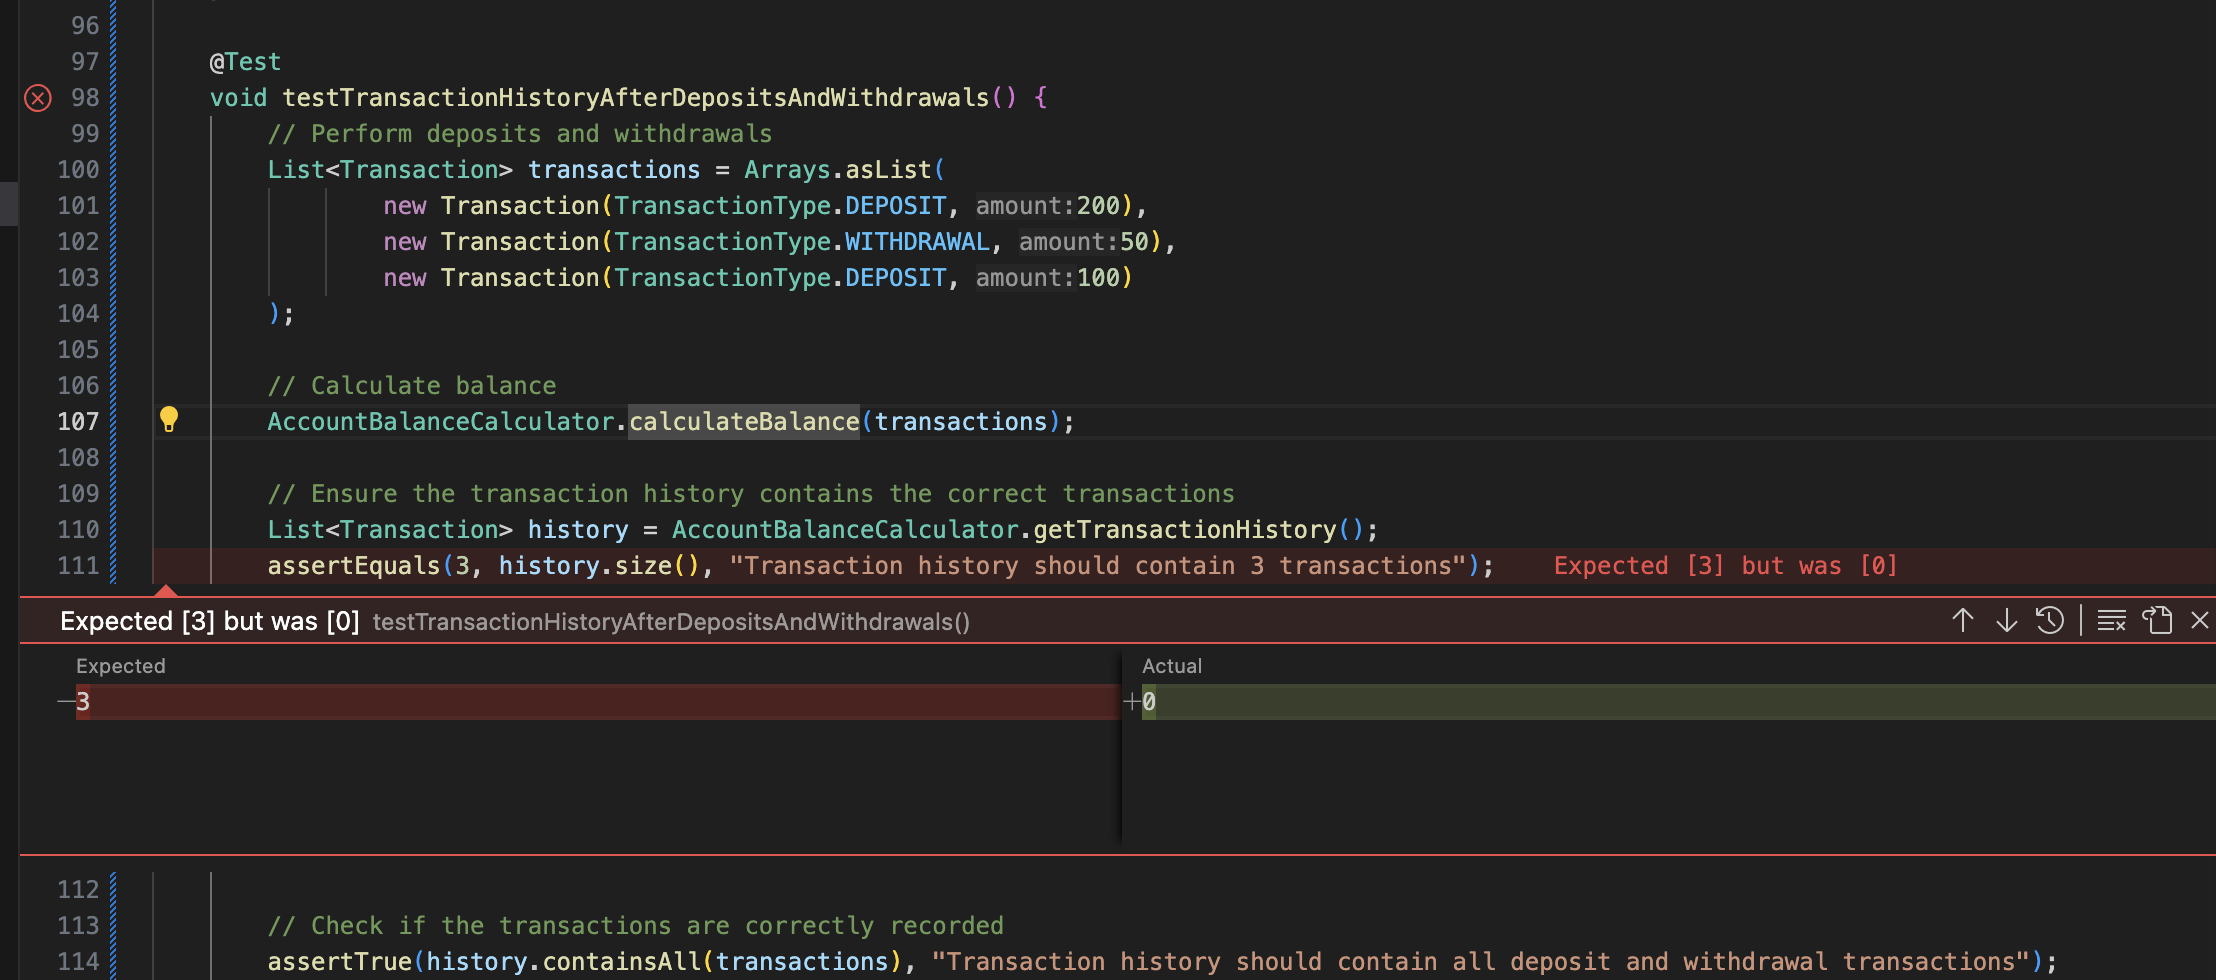 96
97 @Test
98 void testTransactionHistoryAfterDepositsAndWithdrawals() {
99 // Perform deposits and withdrawals
100 List<Transaction> transactions = Arrays.asList(
101 new Transaction(TransactionType.DEPOSIT, amount:200),
102 new Transaction(TransactionType.WITHDRAWAL, amount:50),
103 new Transaction(TransactionType.DEPOSIT, amount:100)
104 );
105
106 // Calculate balance
107 AccountBalanceCalculator.calculateBalance(transactions);
108
109 // Ensure the transaction history contains the correct transactions
110 List<Transaction> history = AccountBalanceCalculator.getTransactionHistory();
111 assertEquals(3, history.size(), "Transaction history should contain 3 transactions"); Expected [3] but was [0]
Expected [3] but was [0] testTransactionHistoryAfterDepositsAndWithdrawals()
Expected Actual
—3 +0
112
113 // Check if the transactions are correctly recorded
114 assertTrue(history.containsAll(transactions), "Transaction history should contain all deposit and withdrawal transactions");